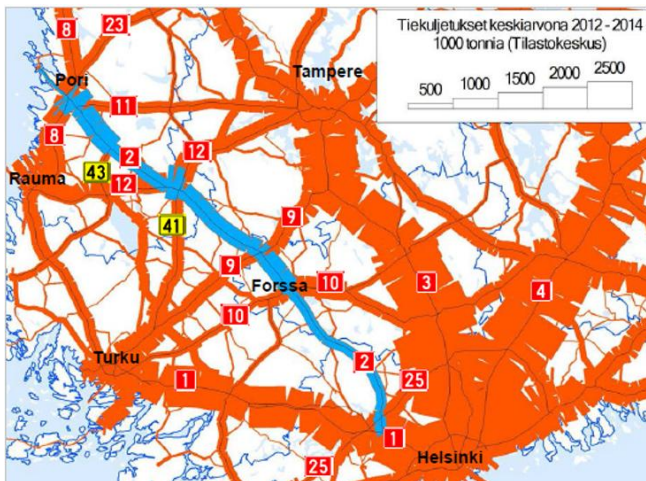 Tiekuljetukset keskiarvona 2012 - 2014
1000 tonnia (Tilastokeskus)
500 1000 1500 2000 2500
8
23
Pori
Tampere
11
8
2
12
43
Rauma
12
41
9
9
Forssa
10
3
4
10
Turku
2
1
25
1
Helsinki
25